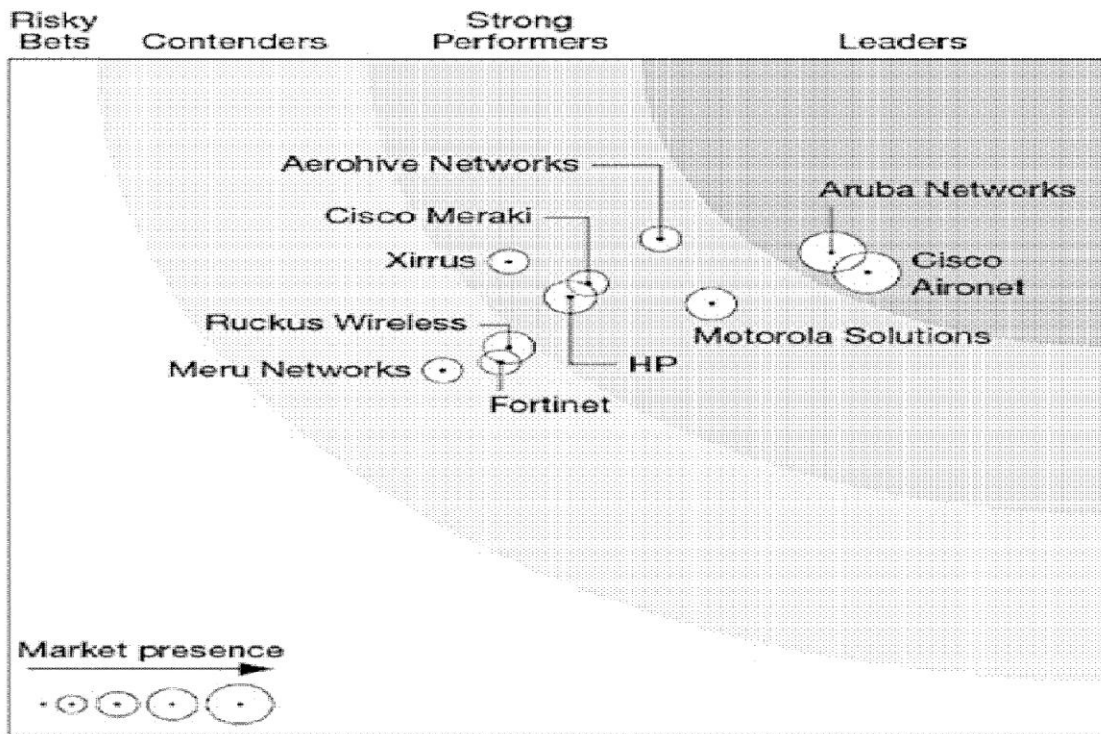 Risky
Bets
Contenders
Strong
Performers
Leaders
Aerohive Networks
Aruba Networks
Cisco Meraki
Xirrus
Cisco
Aironet
Ruckus Wireless
Motorola Solutions
Meru Networks
HP
Fortinet
Market presence